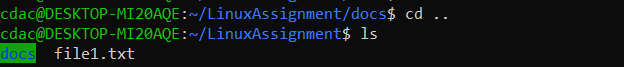 cdac@DESKTOP-MI20AQE:~/LinuxAssignment/docs$ cd ..
cdac@DESKTOP-MI20AQE:~/LinuxAssignment$ ls
docs  file1.txt